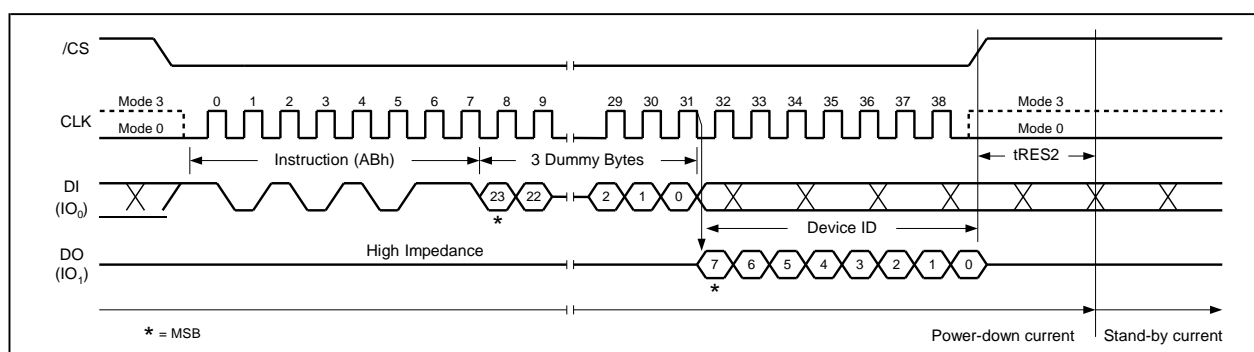 /CS
0 1 2 3 4 5 6 7 8 9 29 30 31 32 33 34 35 36 37 38
Mode 3 Mode 3
CLK
Mode 0 Mode 0
Instruction (ABh) 3 Dummy Bytes tRES2
DI
(IO0)
23 22 2 1 0
*
Device ID
High Impedance
DO
(IO1)
7 6 5 4 3 2 1 0
*
* = MSB
Power-down current Stand-by current